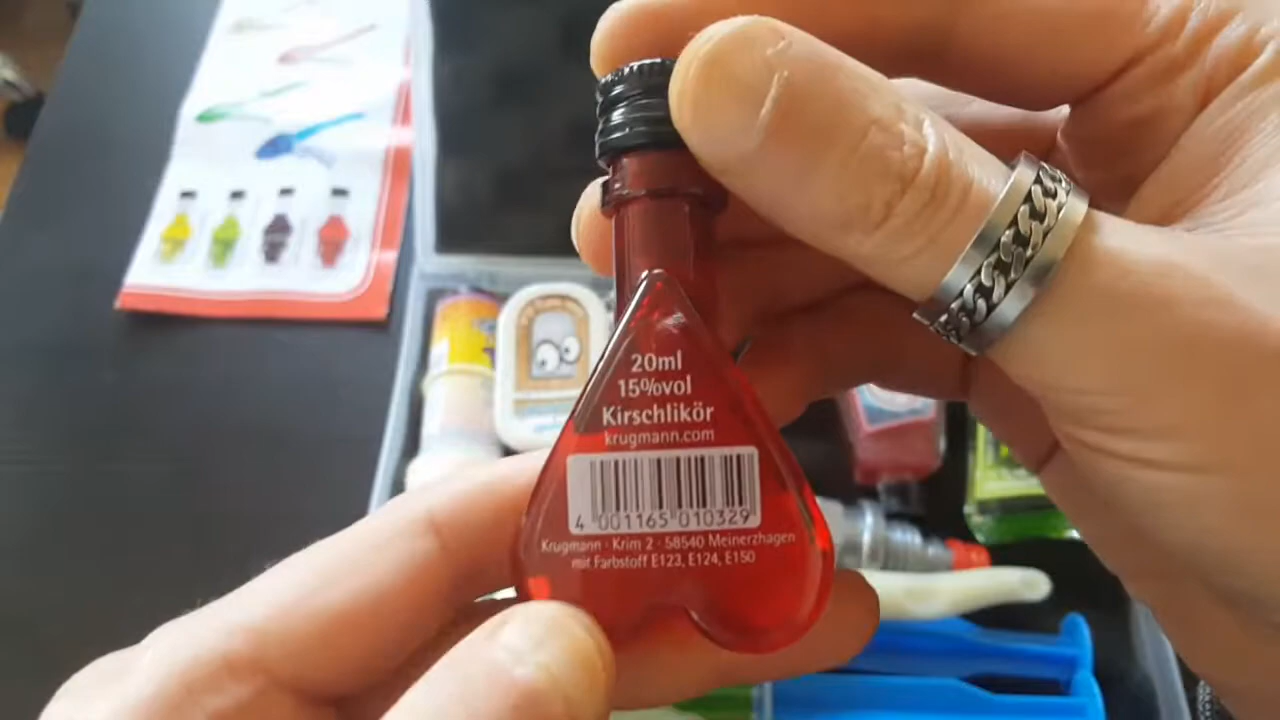 20ml
15%vol
Kirschlikör
krugmann.com
4 001165 010329
Krugmann · Krim 2 · 58540 Meinerzhagen
mit Farbstoff E123, E124, E150